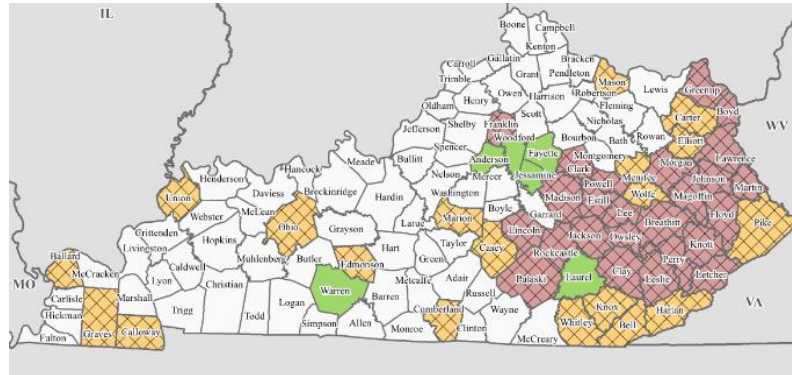 IL
Boone
Campbell
Kenton
Gallatin
Bracken
Carroll
Grant
Pendleton
Mason
Trimble
Lewis
Greenup
Owen
Robertson
Henry
Harrison
Fleming
Boyd
Oldham
Carter
Scott
Nicholas
WV
Jefferson
Shelby
Franklin
Rowan
Elliott
Woodford
Bourbon
Bath
Spencer
Fayette
Montgomery
Lawrence
Meade
Bullitt
Anderson
Clark
Menifee
Morgan
Hancock
Nelson
Mercer
Jessamine
Powell
Johnson
Martin
Henderson
Breckinridge
Washington
Madison
Estill
Wolfe
Magoffin
Union
Daviess
Hardin
Boyle
Garrard
Lee
Floyd
Webster
McLean
Marion
Lincoln
Breathitt
Pike
Ohio
Grayson
Larue
Jackson
Owsley
Knott
Crittenden
Taylor
Casey
Rockcastle
Perry
Livingston
Hopkins
Muhlenberg
Butler
Hart
Green
Ballard
Caldwell
Edmonson
Pulaski
Laurel
Clay
Leslie
Letcher
McCracken
Lyon
Metcalfe
Adair
MO
Christian
Warren
Barren
Russell
VA
Carlisle
Marshall
Logan
Knox
Harlan
Hickman
Trigg
Todd
Cumberland
Wayne
Whitley
Bell
Graves
Calloway
Simpson
Allen
Monroe
Clinton
McCreary
Fulton